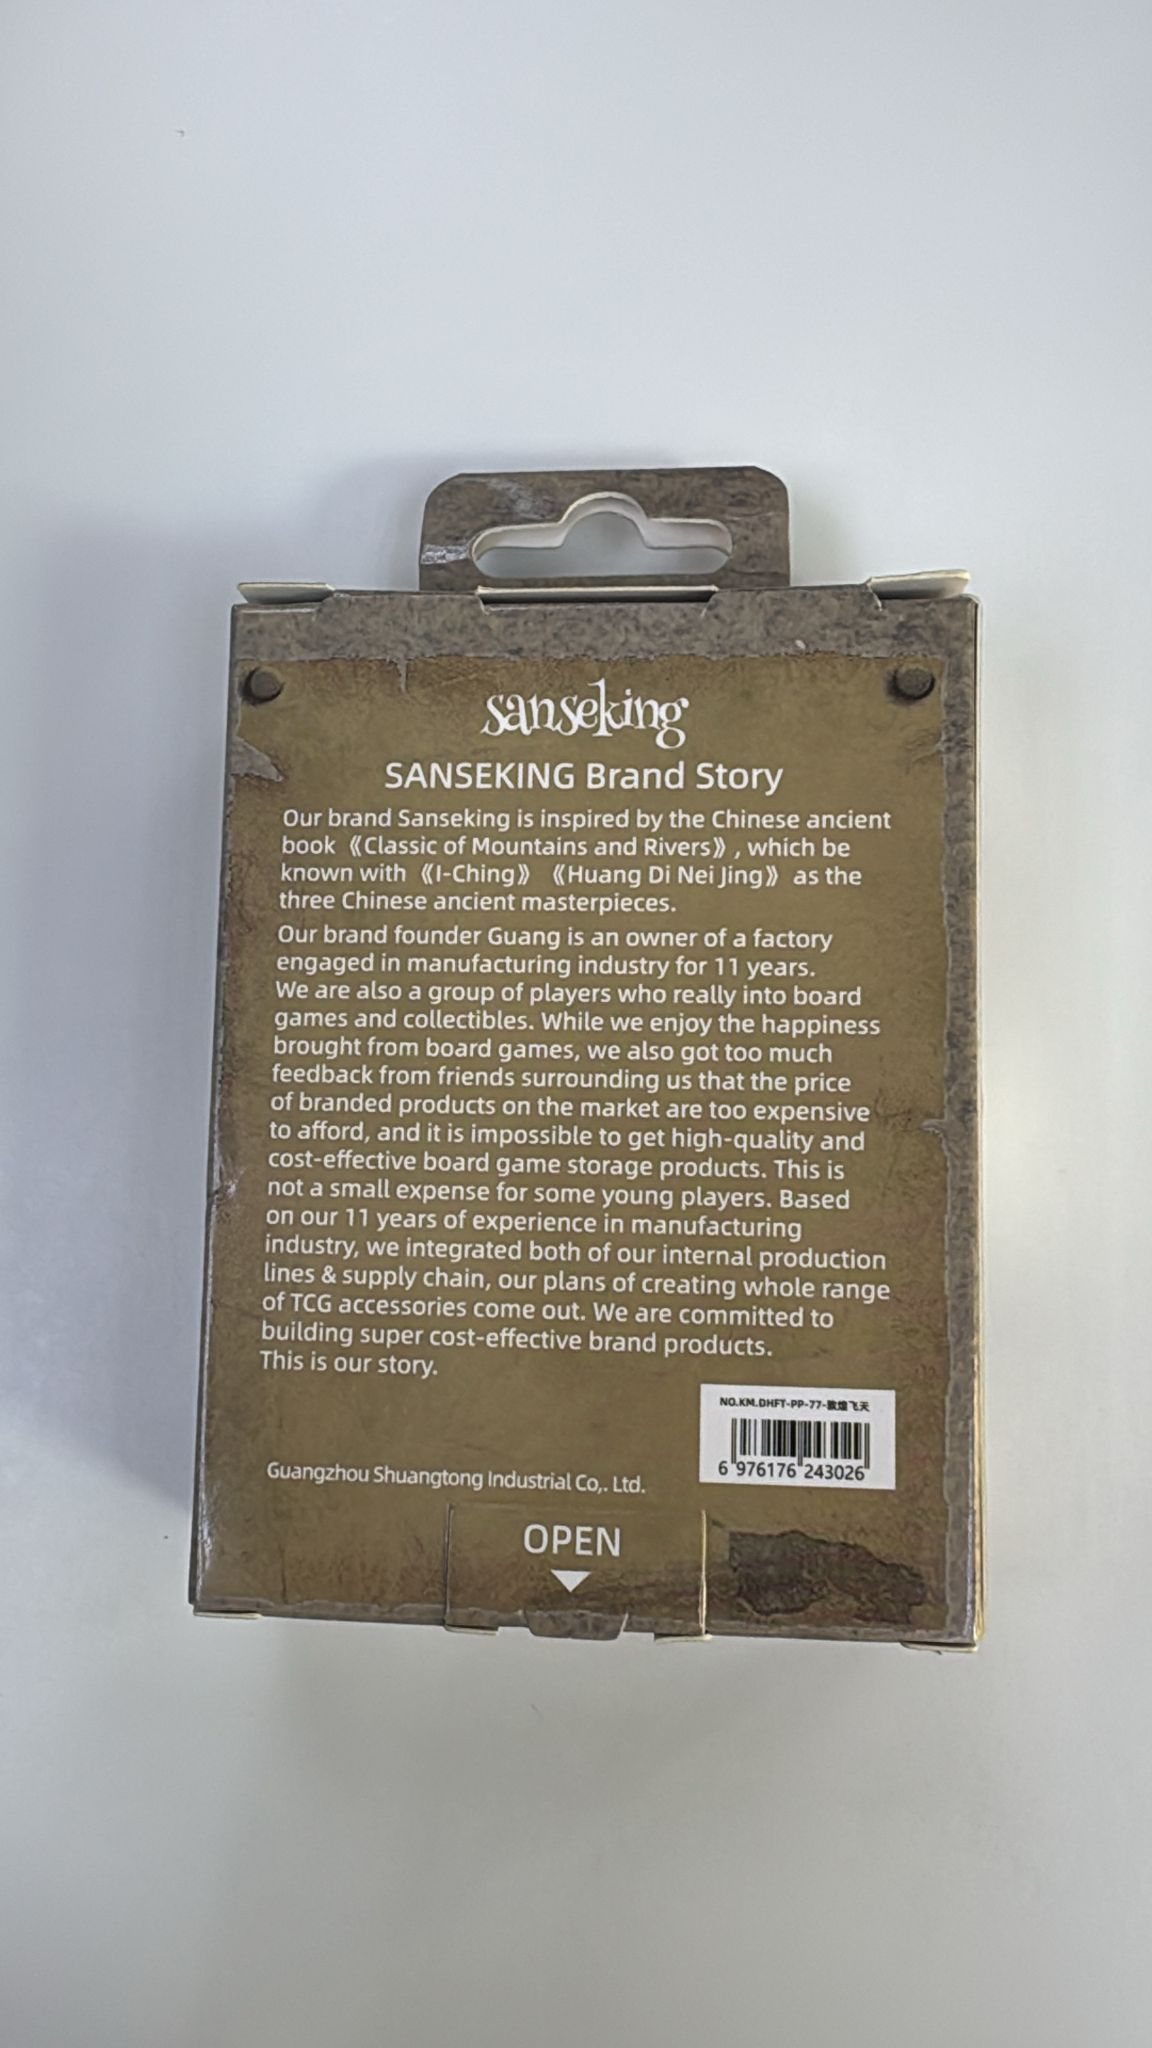 sanseking
SANSEKING Brand Story
Our brand Sanseking is inspired by the Chinese ancient
book 《Classic of Mountains and Rivers》, which be
known with 《I-Ching》 《Huang Di Nei Jing》 as the
three Chinese ancient masterpieces.
Our brand founder Guang is an owner of a factory
engaged in manufacturing industry for 11 years.
We are also a group of players who really into board
games and collectibles. While we enjoy the happiness
brought from board games, we also got too much
feedback from friends surrounding us that the price
of branded products on the market are too expensive
to afford, and it is impossible to get high-quality and
cost-effective board game storage products. This is
not a small expense for some young players. Based
on our 11 years of experience in manufacturing
industry, we integrated both of our internal production
lines & supply chain, our plans of creating whole range
of TCG accessories come out. We are committed to
building super cost-effective brand products.
This is our story.
NO.KM.DHFT-PP-77-敦煌飞天
6 976176 243026
Guangzhou Shuangtong Industrial Co,. Ltd.
OPEN